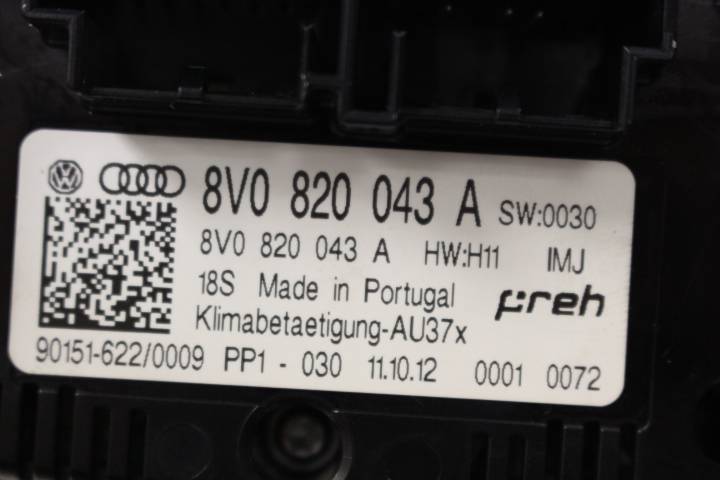 8V0 820 043 A SW:0030
8V0 820 043 A HW:H11 IMJ
18S Made in Portugal preh
Klimabetaetigung-AU37x
90151-622/0009 PP1 - 030 11.10.12 0001 0072